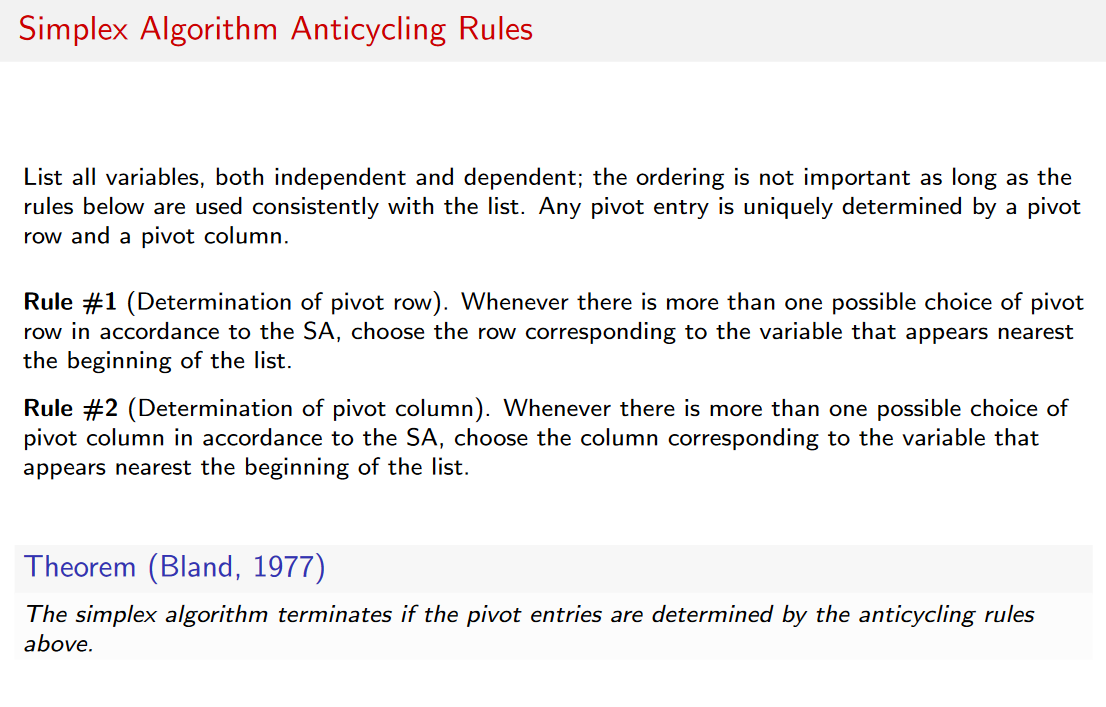 Simplex Algorithm Anticycling Rules
List all variables, both independent and dependent; the ordering is not important as long as the
rules below are used consistently with the list. Any pivot entry is uniquely determined by a pivot
row and a pivot column.
Rule #1 (Determination of pivot row). Whenever there is more than one possible choice of pivot
row in accordance to the SA, choose the row corresponding to the variable that appears nearest
the beginning of the list.
Rule #2 (Determination of pivot column). Whenever there is more than one possible choice of
pivot column in accordance to the SA, choose the column corresponding to the variable that
appears nearest the beginning of the list.
Theorem (Bland, 1977)
The simplex algorithm terminates if the pivot entries are determined by the anticycling rules
above.